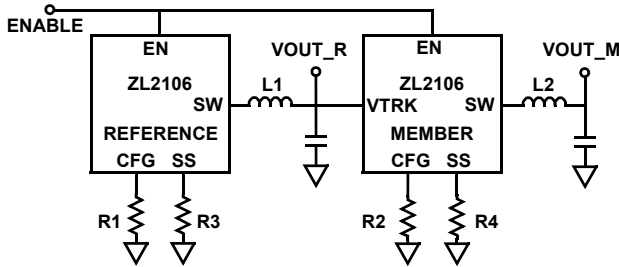 ENABLE
EN
ZL2106
SW
REFERENCE
CFG SS
R1
R3
L1
VOUT_R
EN
ZL2106
VTRK
SW
MEMBER
CFG SS
R2
R4
L2
VOUT_M